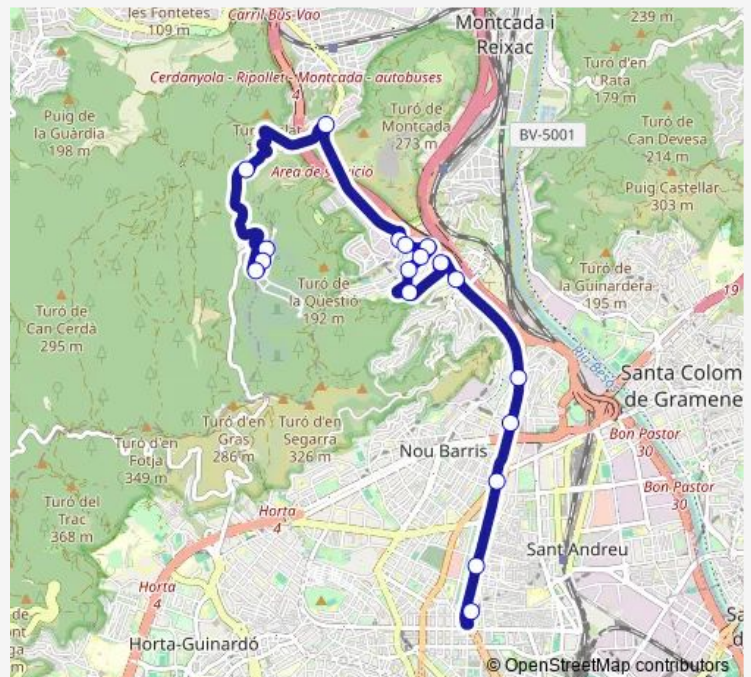 les Fontetes
109 m
Carril Bus-Vao
Montcada i
Reixac
239 m
Turó d'en
Rata
179 m
Cerdanyola - Ripollet - Montcada - autobuses
4
Puig de
la Guàrdia
198 m
Turó de
Montcada
273 m
BV-5001
Turó de
Can Devesa
214 m
Puig Castellar
303 m
Turó de
la Qüestió
192 m
Turó de
la Guinardera
195 m
19
Turó de
Can Cerdà
295 m
Riu Besòs
Santa Colom
de Gramene
Turó d'en
Gras
286 m
Turó d'en
Segarra
326 m
Turó d'en
Fotja
349 m
Nou Barris
Bon Pastor
30
Turó del
Trac
368 m
Horta
4
Bon Pastor
30
Sant Andreu
Horta
4
Horta-Guinardó
© OpenStreetMap contributors